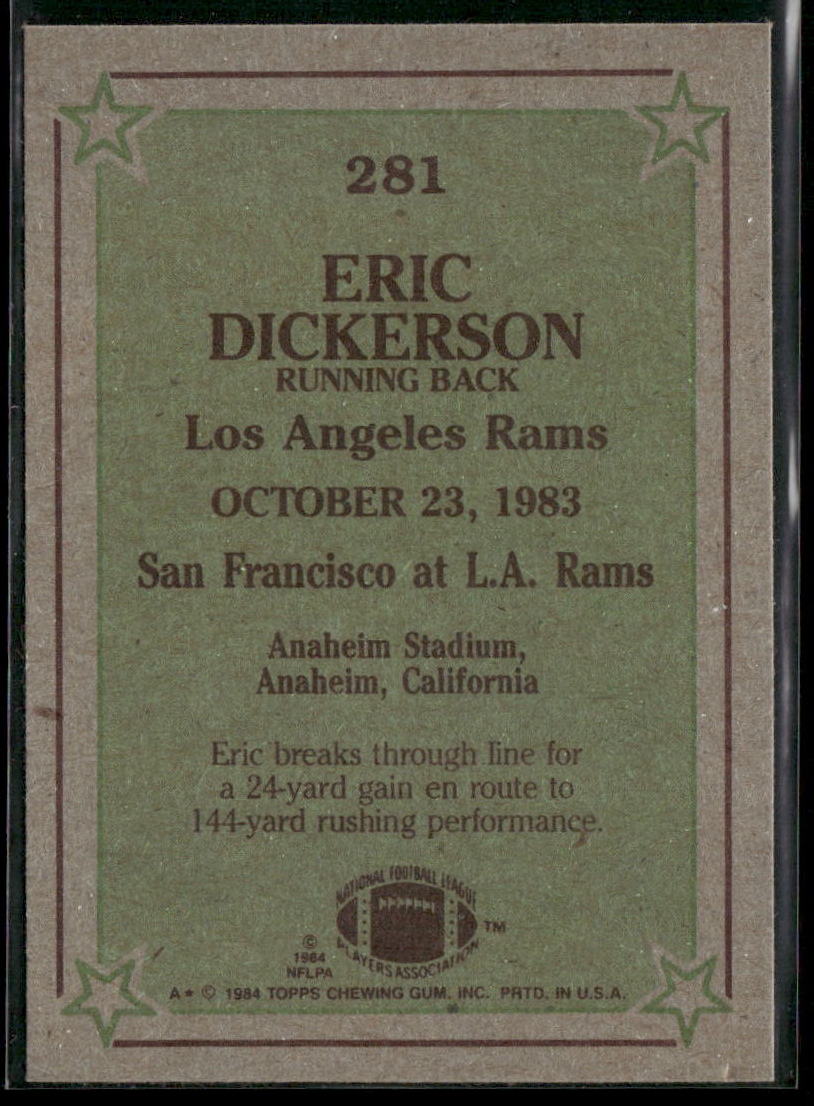 281
ERIC
DICKERSON
RUNNING BACK
Los Angeles Rams
OCTOBER 23, 1983
San Francisco at L.A. Rams
Anaheim Stadium,
Anaheim, California
Eric breaks through line for
a 24-yard gain en route to
144-yard rushing performance.
NATIONAL FOOTBALL LEAGUE
PLAYERS ASSOCIATION
TM
©
1984
NFLPA
A★ © 1984 TOPPS CHEWING GUM, INC. PRTD. IN U.S.A.